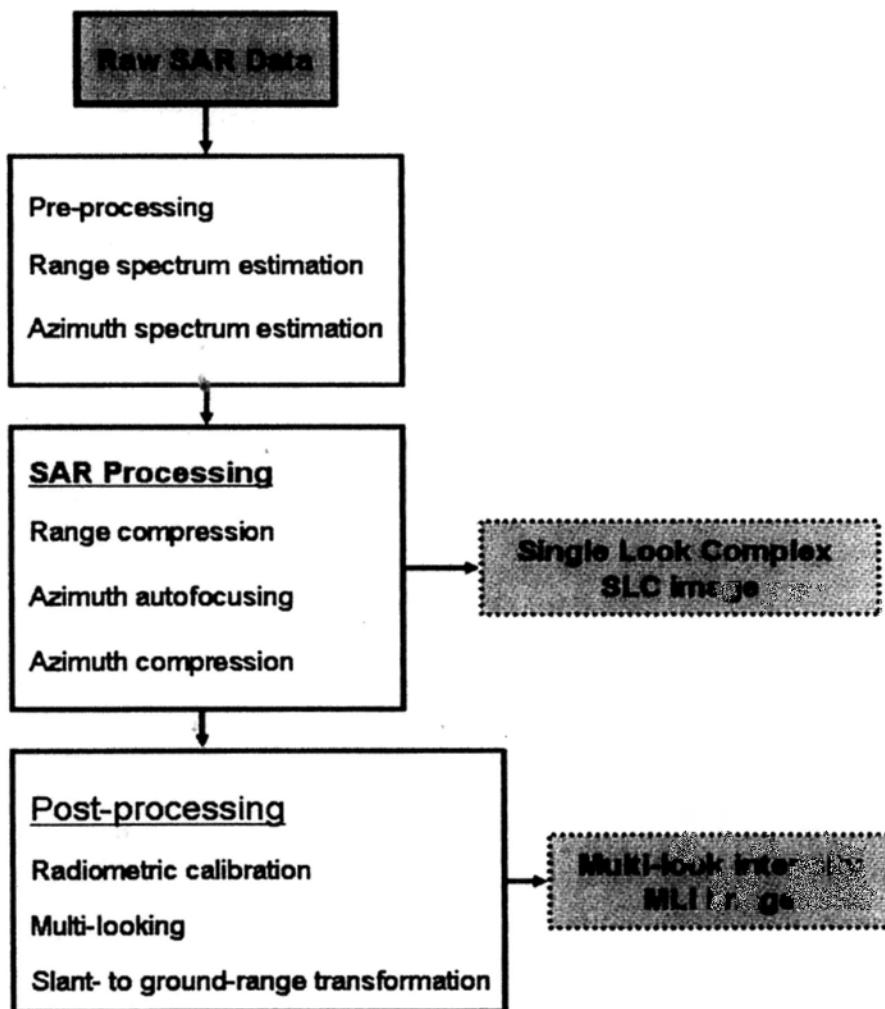 Raw SAR Data
Pre-processing
Range spectrum estimation
Azimuth spectrum estimation
SAR Processing
Range compression
Azimuth autofocusing
Azimuth compression
Single Look Complex
SLC image
Post-processing
Radiometric calibration
Multi-looking
Slant- to ground-range transformation
Multi-look
MLI